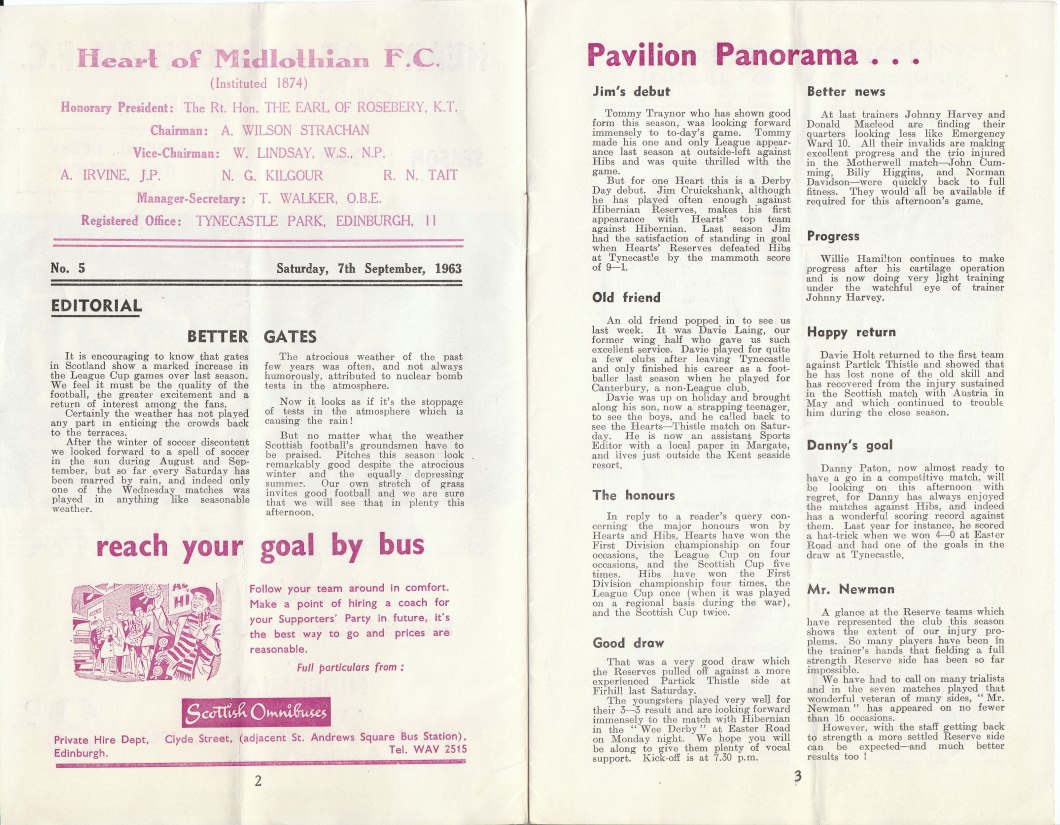 Heart of Midlothian F.C.
(Instituted 1874)
Honorary President: The Rt. Hon. THE EARL OF ROSEBERY, K.T.
Chairman: A. WILSON STRACHAN
Vice-Chairman: W. LINDSAY, W.S., N.P.
A. IRVINE, J.P. N. G. KILGOUR R. N. TAIT
Manager-Secretary: T. WALKER, O.B.E.
Registered Office: TYNECASTLE PARK, EDINBURGH, 11
No. 5 Saturday, 7th September, 1963
EDITORIAL
BETTER GATES
It is encouraging to know that gates
in Scotland show a marked increase in
the League Cup games over last season.
We feel it must be the quality of the
football, the greater excitement and a
return of interest among the fans.
Certainly the weather has not played
any part in enticing the crowds back
to the terraces.
After the winter of soccer discontent
we looked forward to a spell of soccer
in the sun during August and Sep-
tember, but so far every Saturday has
been marred by rain, and indeed only
one of the Wednesday matches was
played in anything like seasonable
weather.
The atrocious weather of the past
few years was often, and not always
humorously, attributed to nuclear bomb
tests in the atmosphere.
Now it looks as if it's the stoppage
of tests in the atmosphere which is
causing the rain!
But no matter what the weather
Scottish football's groundsmen have to
be praised. Pitches this season look
remarkably good despite the atrocious
winter and the equally depressing
summer. Our own stretch of grass
invites good football and we are sure
that we will see that in plenty this
afternoon.
reach your goal by bus
Follow your team around in comfort.
Make a point of hiring a coach for
your Supporters' Party in future, it's
the best way to go and prices are
reasonable.
Full particulars from:
Scottish Omnibuses
Private Hire Dept, Clyde Street, (adjacent St. Andrews Square Bus Station),
Edinburgh. Tel. WAV 2515
2
Pavilion Panorama . . .
Jim's debut
Tommy Traynor who has shown good
form this season, was looking forward
immensely to to-day's game. Tommy
made his one and only League appear-
ance last season at outside-left against
Hibs and was quite thrilled with the
game.
But for one Heart this is a Derby
Day debut. Jim Cruickshank, although
he has played often enough against
Hibernian Reserves, makes his first
appearance with Hearts' top team
against Hibernian. Last season Jim
had the satisfaction of standing in goal
when Hearts' Reserves defeated Hibs
at Tynecastle by the mammoth score
of 9—1.
Old friend
An old friend popped in to see us
last week. It was Davie Laing, our
former wing half who gave us such
excellent service. Davie played for quite
a few clubs after leaving Tynecastle
and only finished his career as a foot-
baller last season when he played for
Canterbury, a non-League club.
Davie was up on holiday and brought
along his son, now a strapping teenager,
to see the boys, and he called back to
see the Hearts—Thistle match on Satur-
day. He is now an assistant Sports
Editor with a local paper in Margate,
and lives just outside the Kent seaside
resort.
The honours
In reply to a reader's query con-
cerning the major honours won by
Hearts and Hibs, Hearts have won the
First Division championship on four
occasions, the League Cup on four
occasions, and the Scottish Cup five
times. Hibs have won the First
Division championship four times, the
League Cup once (when it was played
on a regional basis during the war),
and the Scottish Cup twice.
Good draw
That was a very good draw which
the Reserves pulled off against a more
experienced Partick Thistle side at
Firhill last Saturday.
The youngsters played very well for
their 3—3 result and are looking forward
immensely to the match with Hibernian
in the "Wee Derby" at Easter Road
on Monday night. We hope you will
be along to give them plenty of vocal
support. Kick-off is at 7.30 p.m.
Better news
At last trainers Johnny Harvey and
Donald Macleod are finding their
quarters looking less like Emergency
Ward 10. All their invalids are making
excellent progress and the trio injured
in the Motherwell match—John Cum-
ming, Billy Higgins, and Norman
Davidson—were quickly back to full
fitness. They would all be available if
required for this afternoon's game.
Progress
Willie Hamilton continues to make
progress after his cartilage operation
and is now doing very light training
under the watchful eye of trainer
Johnny Harvey.
Happy return
Davie Holt returned to the first team
against Partick Thistle and showed that
he has lost none of the old skill and
has recovered from the injury sustained
in the Scottish match with Austria in
May and which continued to trouble
him during the close season.
Danny's goal
Danny Paton, now almost ready to
have a go in a competitive match, will
be looking on this afternoon with
regret, for Danny has always enjoyed
the matches against Hibs, and indeed
has a wonderful scoring record against
them. Last year for instance, he scored
a hat-trick when we won 4—0 at Easter
Road and had one of the goals in the
draw at Tynecastle.
Mr. Newman
A glance at the Reserve teams which
have represented the club this season
shows the extent of our injury pro-
plems. So many players have been in
the trainer's hands that fielding a full
strength Reserve side has been so far
impossible.
We have had to call on many trialists
and in the seven matches played that
wonderful veteran of many sides, "Mr.
Newman" has appeared on no fewer
than 16 occasions.
However, with the staff getting back
to strength a more settled Reserve side
can be expected—and much better
results too!
3